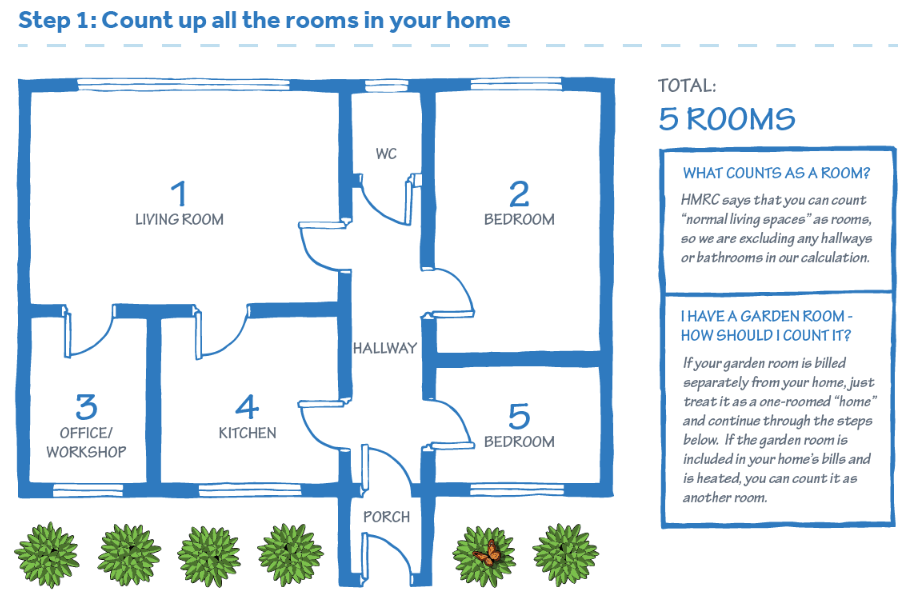 Step 1: Count up all the rooms in your home
TOTAL:
5 ROOMS
WC
1
LIVING ROOM
2
BEDROOM
HALLWAY
3
OFFICE/
WORKSHOP
4
KITCHEN
5
BEDROOM
PORCH
WHAT COUNTS AS A ROOM?
HMRC says that you can count
“normal living spaces” as rooms,
so we are excluding any hallways
or bathrooms in our calculation.
I HAVE A GARDEN ROOM -
HOW SHOULD I COUNT IT?
If your garden room is billed
separately from your home, just
treat it as a one-roomed “home”
and continue through the steps
below. If the garden room is
included in your home's bills and
is heated, you can count it as
another room.